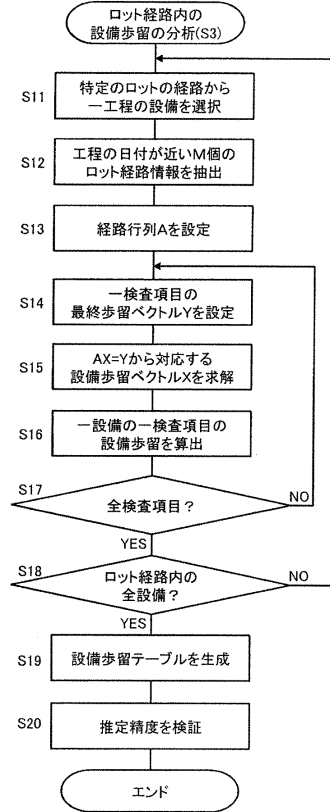 ロット経路内の
設備歩留の分析(S3)
S11
特定のロットの経路から
一工程の設備を選択
S12
工程の日付が近いM個の
ロット経路情報を抽出
S13
経路行列Aを設定
S14
一検査項目の
最終歩留ベクトルYを設定
S15
AX=Yから対応する
設備歩留ベクトルXを求解
S16
一設備の一検査項目の
設備歩留を算出
S17
全検査項目?
NO
YES
S18
ロット経路内の
全設備?
NO
YES
S19
設備歩留テーブルを生成
S20
推定精度を検証
エンド